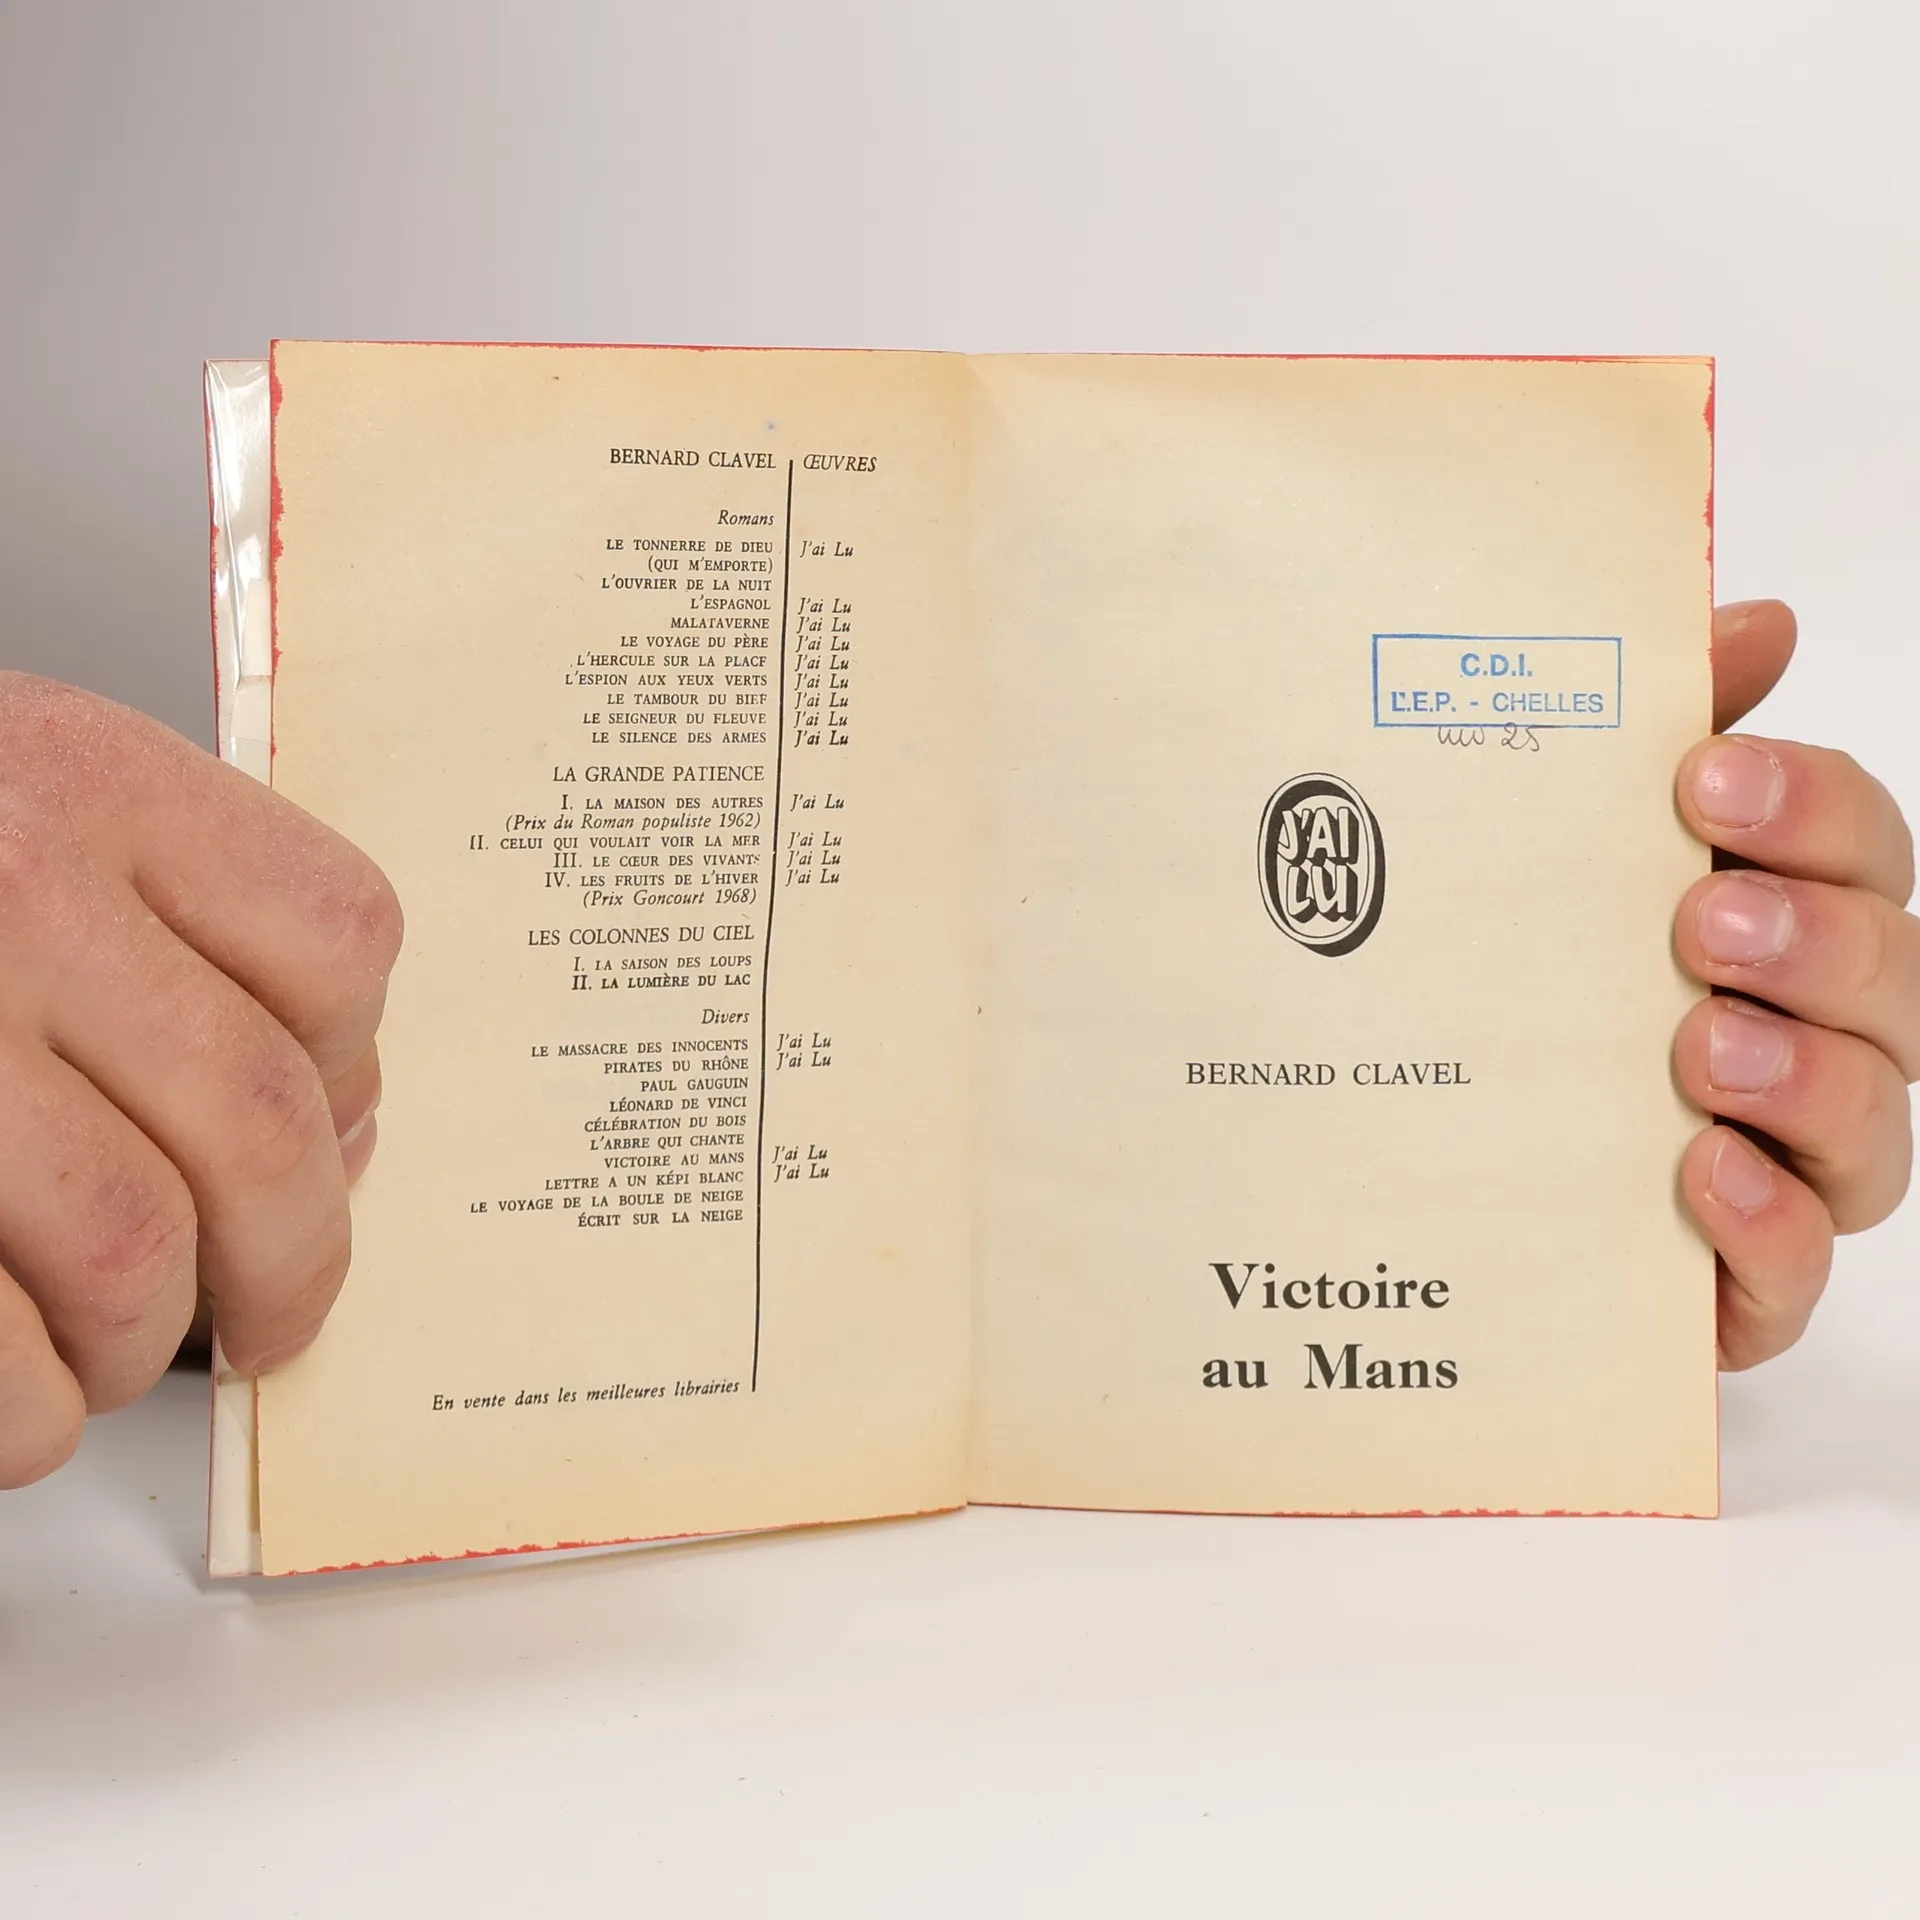 BERNARD CLAVEL ŒUVRES
Romans
LE TONNERRE DE DIEU J'ai Lu
(QUI M'EMPORTE)
L'OUVRIER DE LA NUIT
L'ESPAGNOL J'ai Lu
MALATAVERNE J'ai Lu
LE VOYAGE DU PÈRE J'ai Lu
L'HERCULE SUR LA PLACE J'ai Lu
L'ESPION AUX YEUX VERTS J'ai Lu
LE TAMBOUR DU BIEF J'ai Lu
LE SEIGNEUR DU FLEUVE J'ai Lu
LE SILENCE DES ARMES J'ai Lu
LA GRANDE PATIENCE
I. LA MAISON DES AUTRES J'ai Lu
(Prix du Roman populiste 1962)
II. CELUI QUI VOULAIT VOIR LA MER J'ai Lu
III. LE CŒUR DES VIVANTS J'ai Lu
IV. LES FRUITS DE L'HIVER J'ai Lu
(Prix Goncourt 1968)
LES COLONNES DU CIEL
I. LA SAISON DES LOUPS
II. LA LUMIÈRE DU LAC
Divers
LE MASSACRE DES INNOCENTS J'ai Lu
PIRATES DU RHÔNE J'ai Lu
PAUL GAUGUIN
LÉONARD DE VINCI
CÉLÉBRATION DU BOIS
L'ARBRE QUI CHANTE
VICTOIRE AU MANS J'ai Lu
LETTRE A UN KÉPI BLANC J'ai Lu
LE VOYAGE DE LA BOULE DE NEIGE
ÉCRIT SUR LA NEIGE
En vente dans les meilleures librairies
C.D.I.
L.E.P. - CHELLES
25
J'AI
LU
BERNARD CLAVEL
Victoire
au Mans